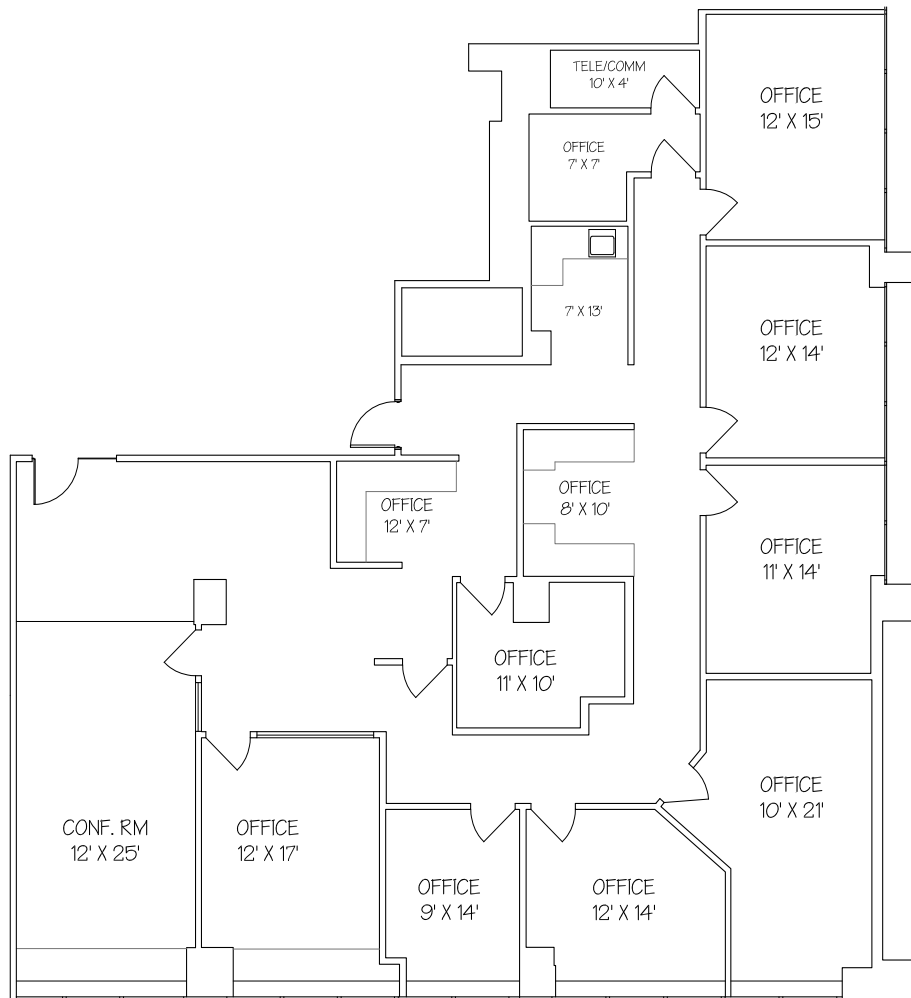 TELE/COMM
10' X 4'
OFFICE
12' X 15'
OFFICE
7' X 7'
7' X 13'
OFFICE
12' X 14'
OFFICE
12' X 7'
OFFICE
8' X 10'
OFFICE
11' X 14'
OFFICE
11' X 10'
OFFICE
10' X 21'
CONF. RM
12' X 25'
OFFICE
12' X 17'
OFFICE
9' X 14'
OFFICE
12' X 14'